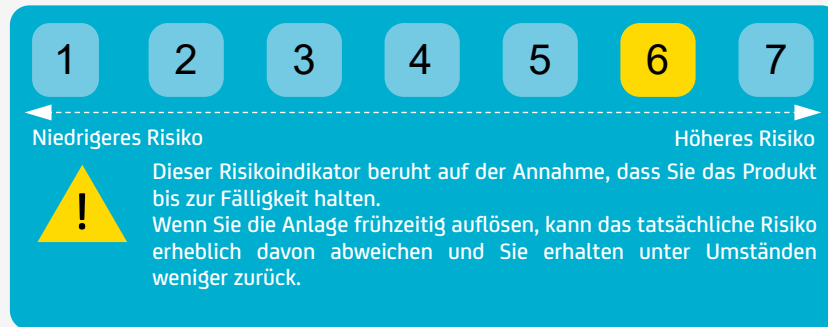 1 2 3 4 5 6 7
Niedrigeres Risiko Höheres Risiko
!
Dieser Risikoindikator beruht auf der Annahme, dass Sie das Produkt
bis zur Fälligkeit halten.
Wenn Sie die Anlage frühzeitig auflösen, kann das tatsächliche Risiko
erheblich davon abweichen und Sie erhalten unter Umständen
weniger zurück.